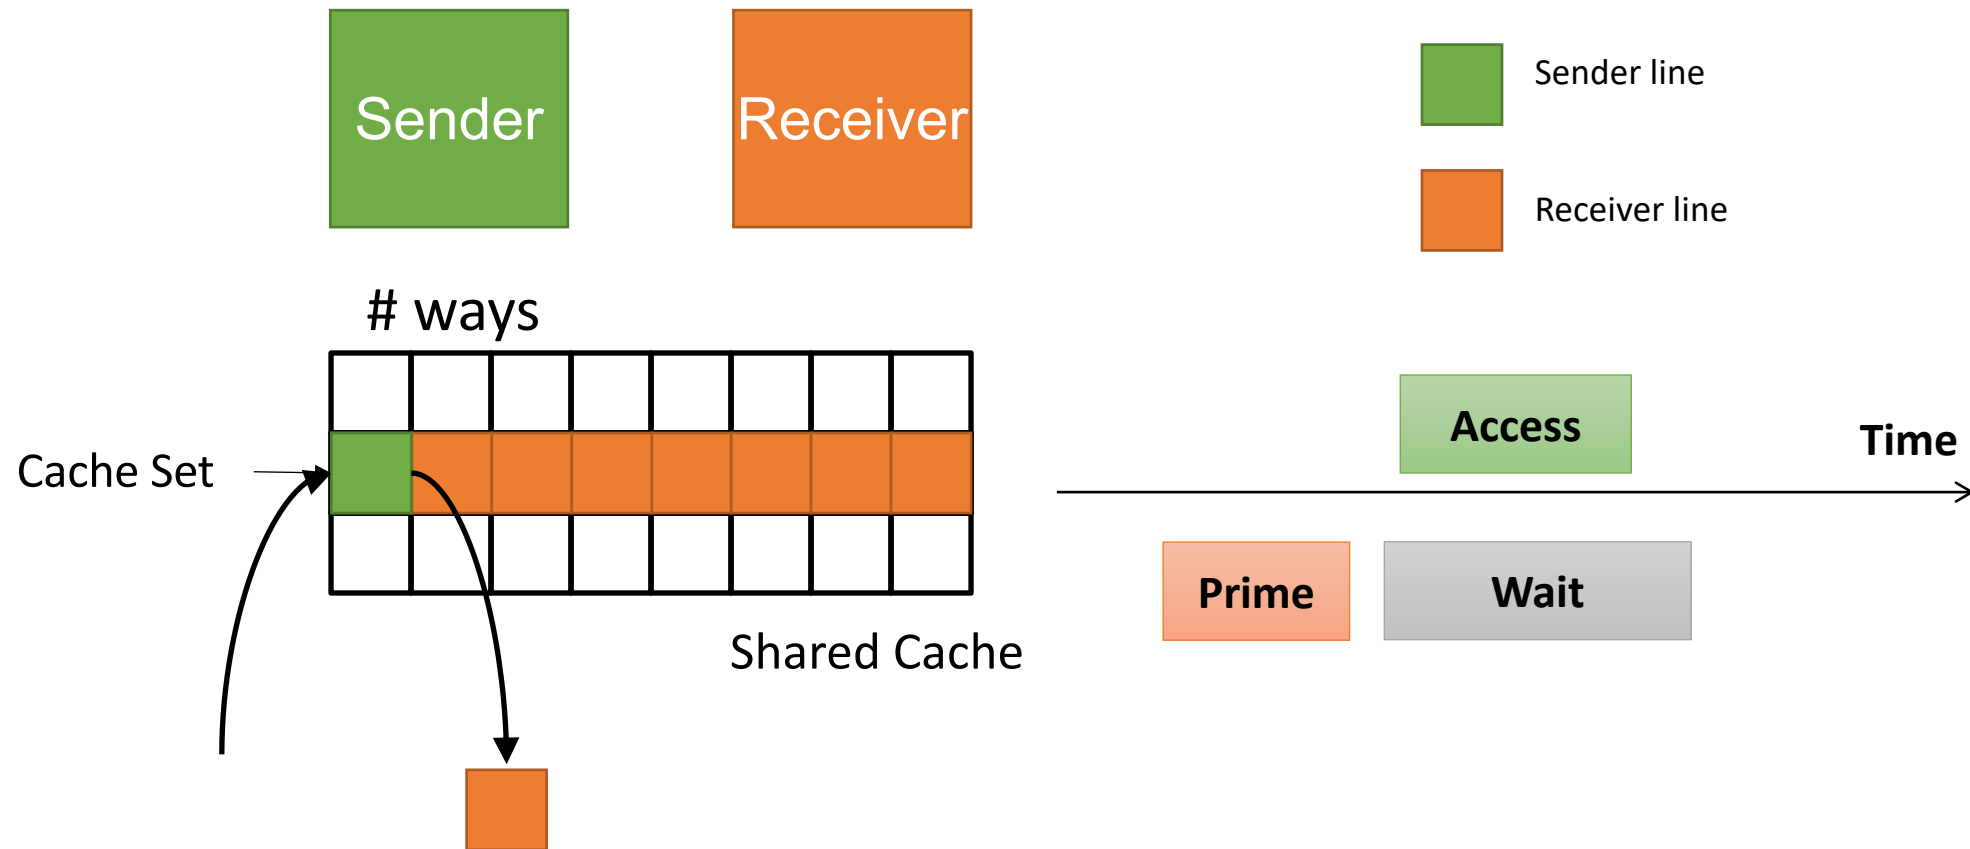 Sender
Receiver
Sender line
Receiver line
# ways
Cache Set
Shared Cache
Access
Time
Prime
Wait